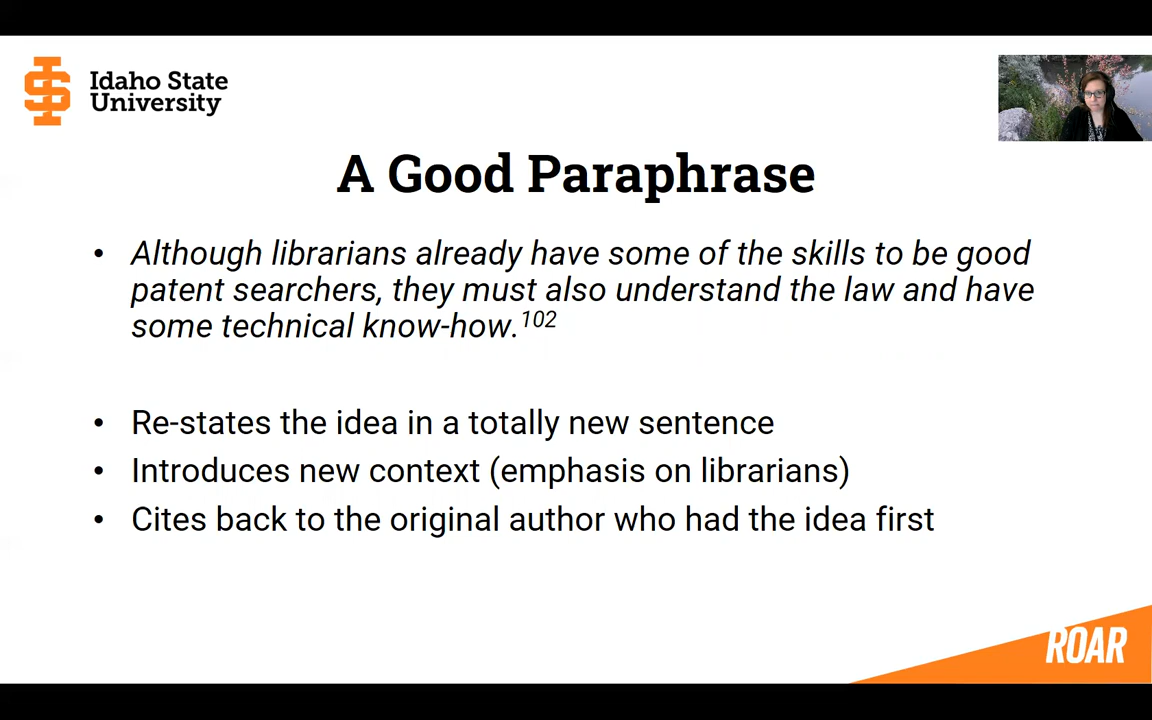 Idaho State
University
A Good Paraphrase
• Although librarians already have some of the skills to be good
patent searchers, they must also understand the law and have
some technical know-how.102
• Re-states the idea in a totally new sentence
• Introduces new context (emphasis on librarians)
• Cites back to the original author who had the idea first
ROAR